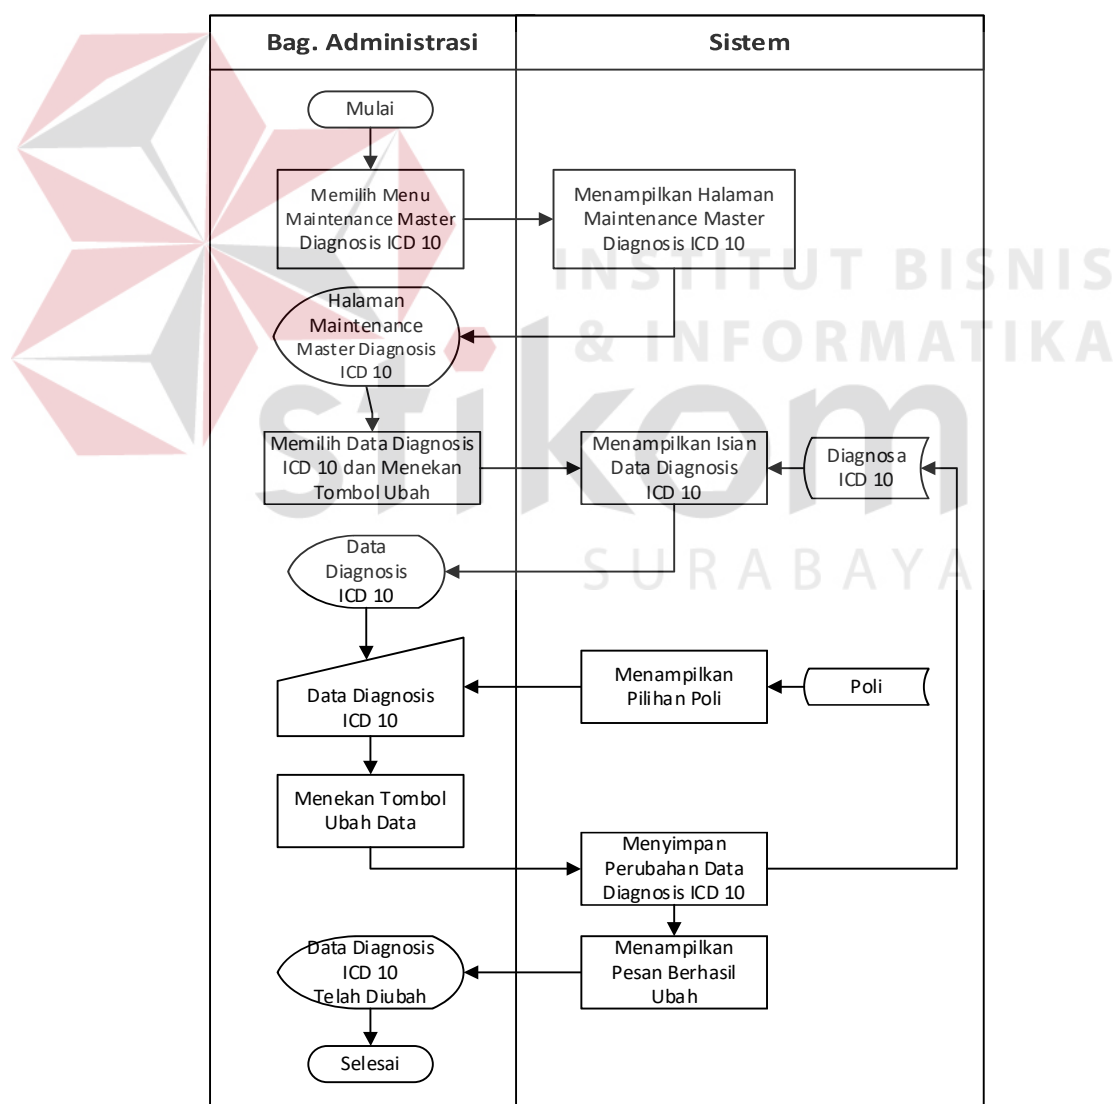 Bag. Administrasi
Sistem
Mulai
Memilih Menu
Maintenance Master
Diagnosis ICD 10
Menampilkan Halaman
Maintenance Master
Diagnosis ICD 10
INSTITUT BISNIS
& INFORMATIKA
Halaman
Maintenance
Master Diagnosis
ICD 10
stikom
Memilih Data Diagnosis
ICD 10 dan Menekan
Tombol Ubah
Menampilkan Isian
Data Diagnosis
ICD 10
Diagnosa
ICD 10
SURABAYA
Data
Diagnosis
ICD 10
Data Diagnosis
ICD 10
Menampilkan
Pilihan Poli
Poli
Menekan Tombol
Ubah Data
Menyimpan
Perubahan Data
Diagnosis ICD 10
Data Diagnosis
ICD 10
Telah Diubah
Menampilkan
Pesan Berhasil
Ubah
Selesai